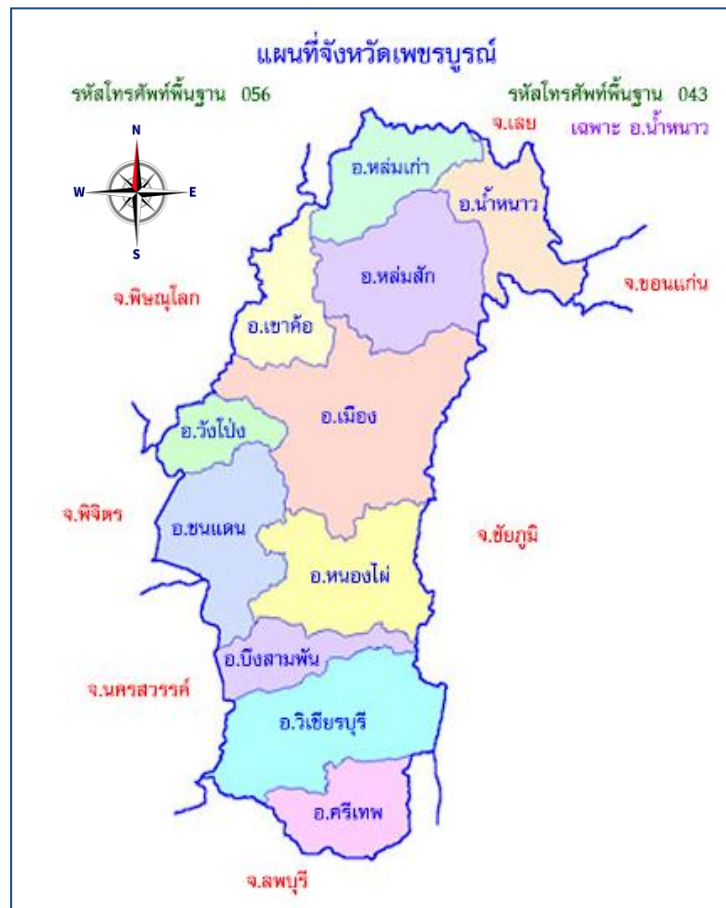 แผนที่จังหวัดเพชรบูรณ์
รหัสโทรศัพท์พื้นฐาน 056
รหัสโทรศัพท์พื้นฐาน 043
เฉพาะ อ.น้ำหนาว
จ.เลย
N
W E
S
อ.หล่มเก่า
อ.น้ำหนาว
อ.หล่มสัก
จ.ขอนแก่น
จ.พิษณุโลก
อ.เขาค้อ
อ.เมือง
อ.วังโป่ง
จ.พิจิตร
อ.ชนแดน
จ.ชัยภูมิ
อ.หนองไผ่
อ.บึงสามพัน
จ.นครสวรรค์
อ.วิเชียรบุรี
อ.ศรีเทพ
จ.ลพบุรี